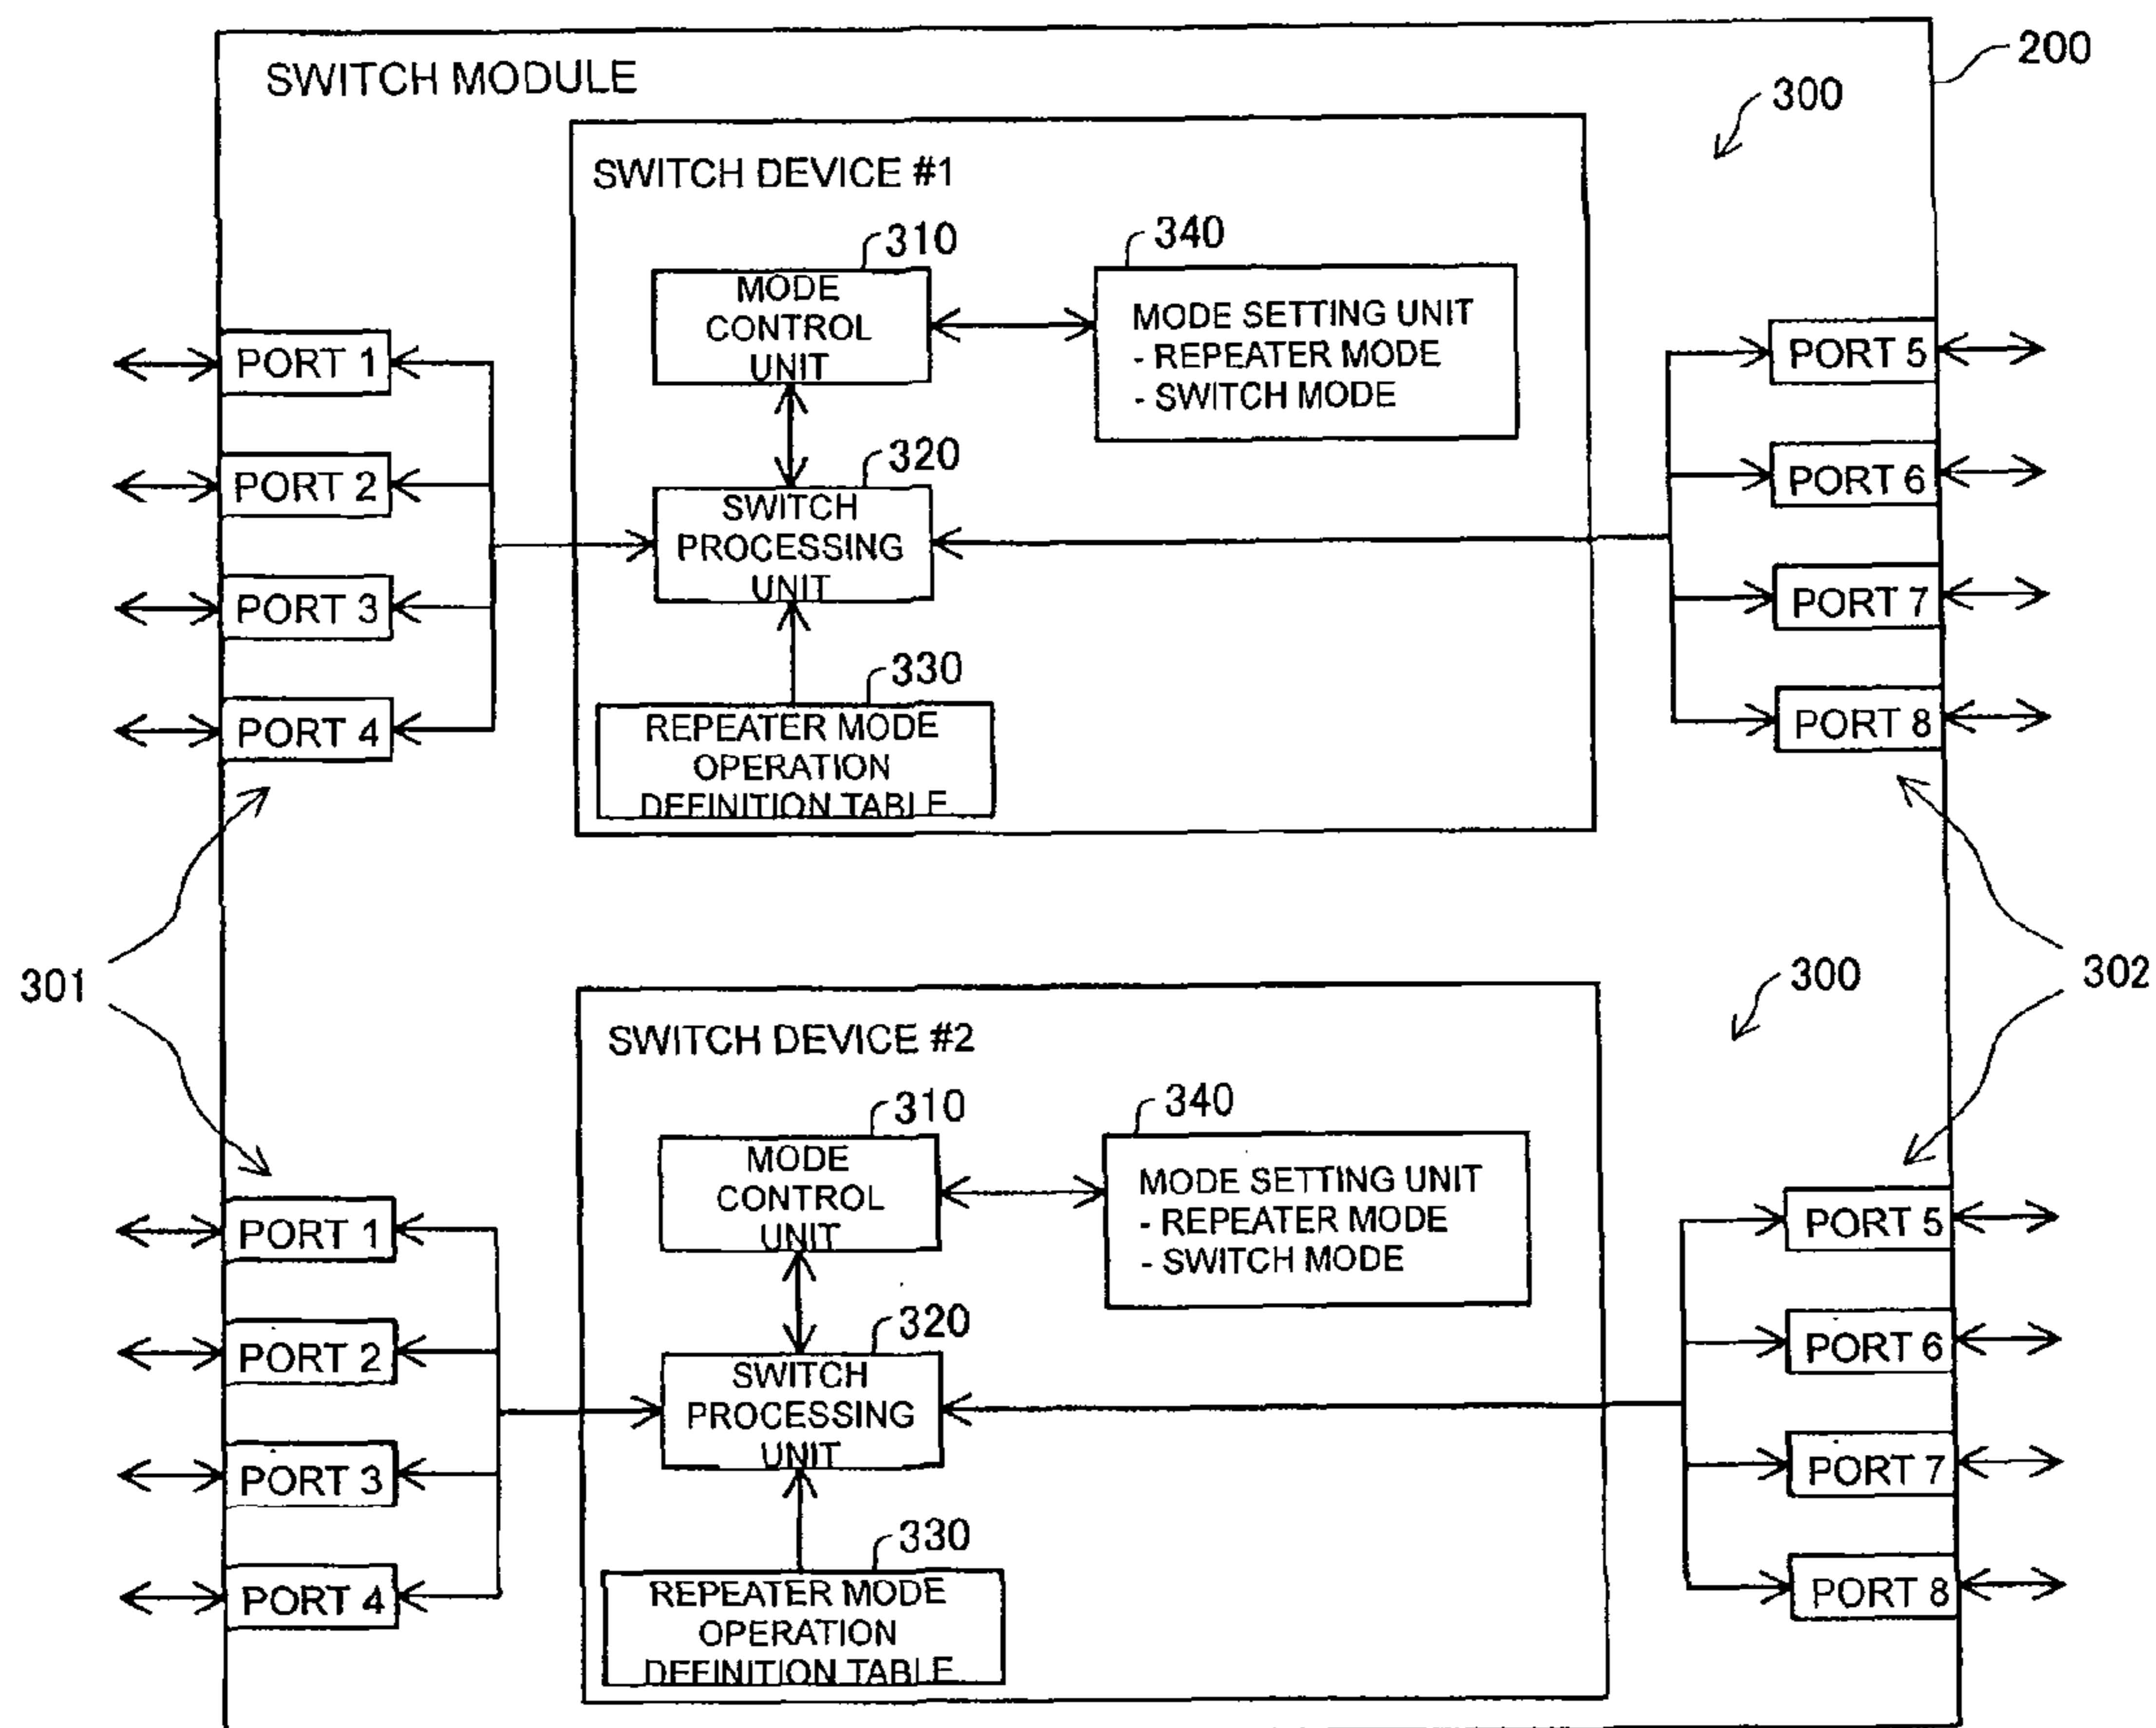 SWITCH MODULE
200
300
SWITCH DEVICE #1
310
340
MODE
CONTROL
UNIT
MODE SETTING UNIT
- REPEATER MODE
- SWITCH MODE
PORT 1
PORT 2
PORT 3
PORT 4
320
SWITCH
PROCESSING
UNIT
330
REPEATER MODE
OPERATION
DEFINITION TABLE
PORT 5
PORT 6
PORT 7
PORT 8
301
302
300
SWITCH DEVICE #2
310
340
MODE
CONTROL
UNIT
MODE SETTING UNIT
- REPEATER MODE
- SWITCH MODE
PORT 1
PORT 2
PORT 3
PORT 4
320
SWITCH
PROCESSING
UNIT
330
REPEATER MODE
OPERATION
DEFINITION TABLE
PORT 5
PORT 6
PORT 7
PORT 8